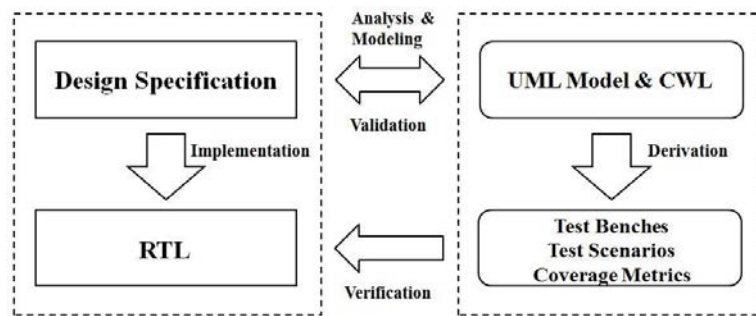 Analysis &
Modeling
Design Specification
UML Model & CWL
Validation
Implementation
Derivation
RTL
Test Benches
Test Scenarios
Coverage Metrics
Verification